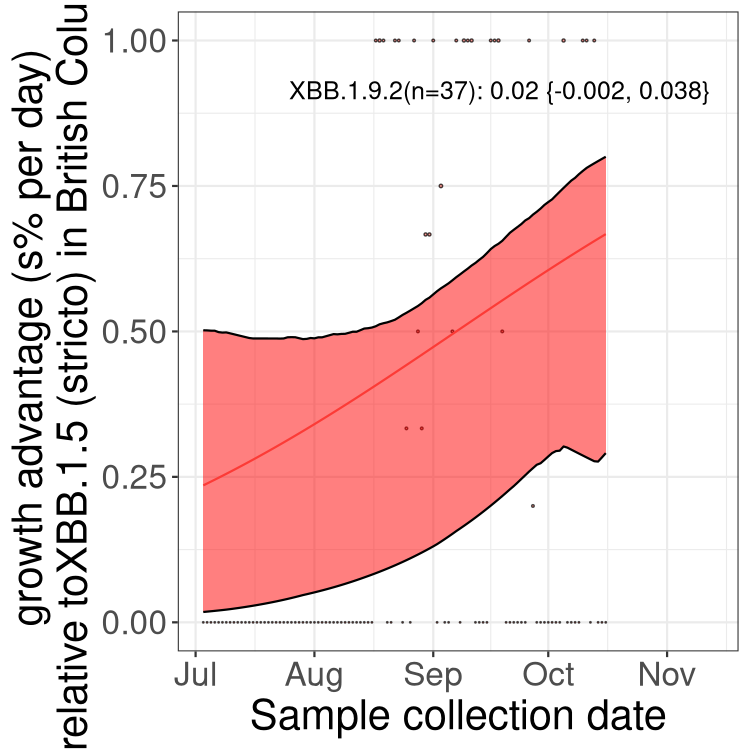 growth advantage (s% per day)
relative toXBB.1.5 (stricto) in British Colu
1.00
0.75
0.50
0.25
0.00
XBB.1.9.2(n=37): 0.02 {-0.002, 0.038}
Jul Aug Sep Oct Nov
Sample collection date